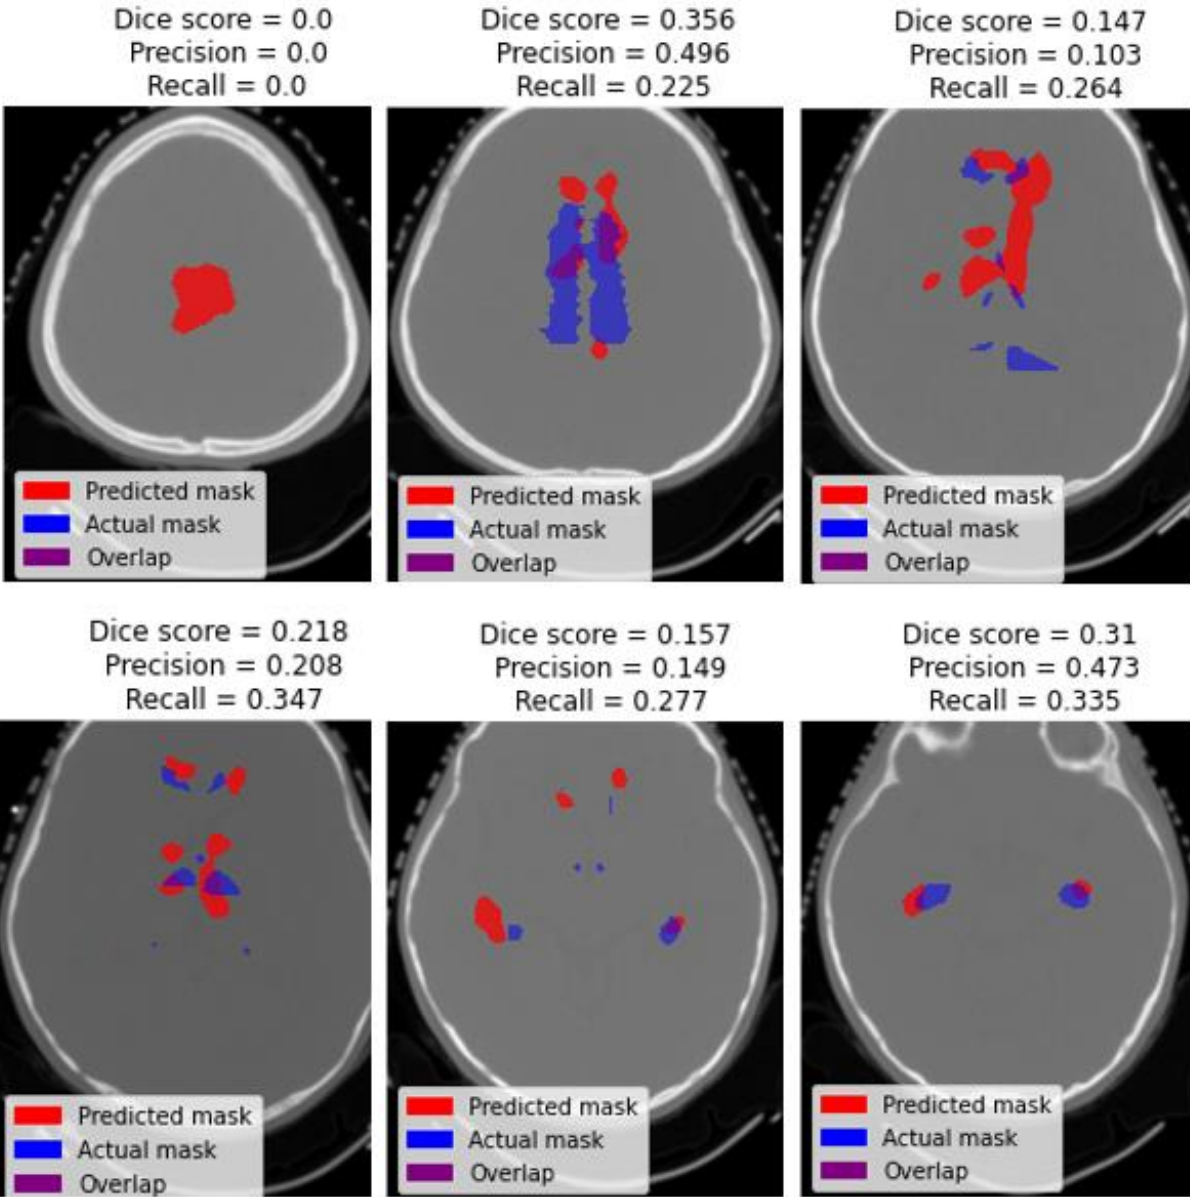 Dice score = 0.0
Precision = 0.0
Recall = 0.0
Dice score = 0.356
Precision = 0.496
Recall = 0.225
Dice score = 0.147
Precision = 0.103
Recall = 0.264
Predicted mask
Actual mask
Overlap
Predicted mask
Actual mask
Overlap
Predicted mask
Actual mask
Overlap
Dice score = 0.218
Precision = 0.208
Recall = 0.347
Dice score = 0.157
Precision = 0.149
Recall = 0.277
Dice score = 0.31
Precision = 0.473
Recall = 0.335
Predicted mask
Actual mask
Overlap
Predicted mask
Actual mask
Overlap
Predicted mask
Actual mask
Overlap